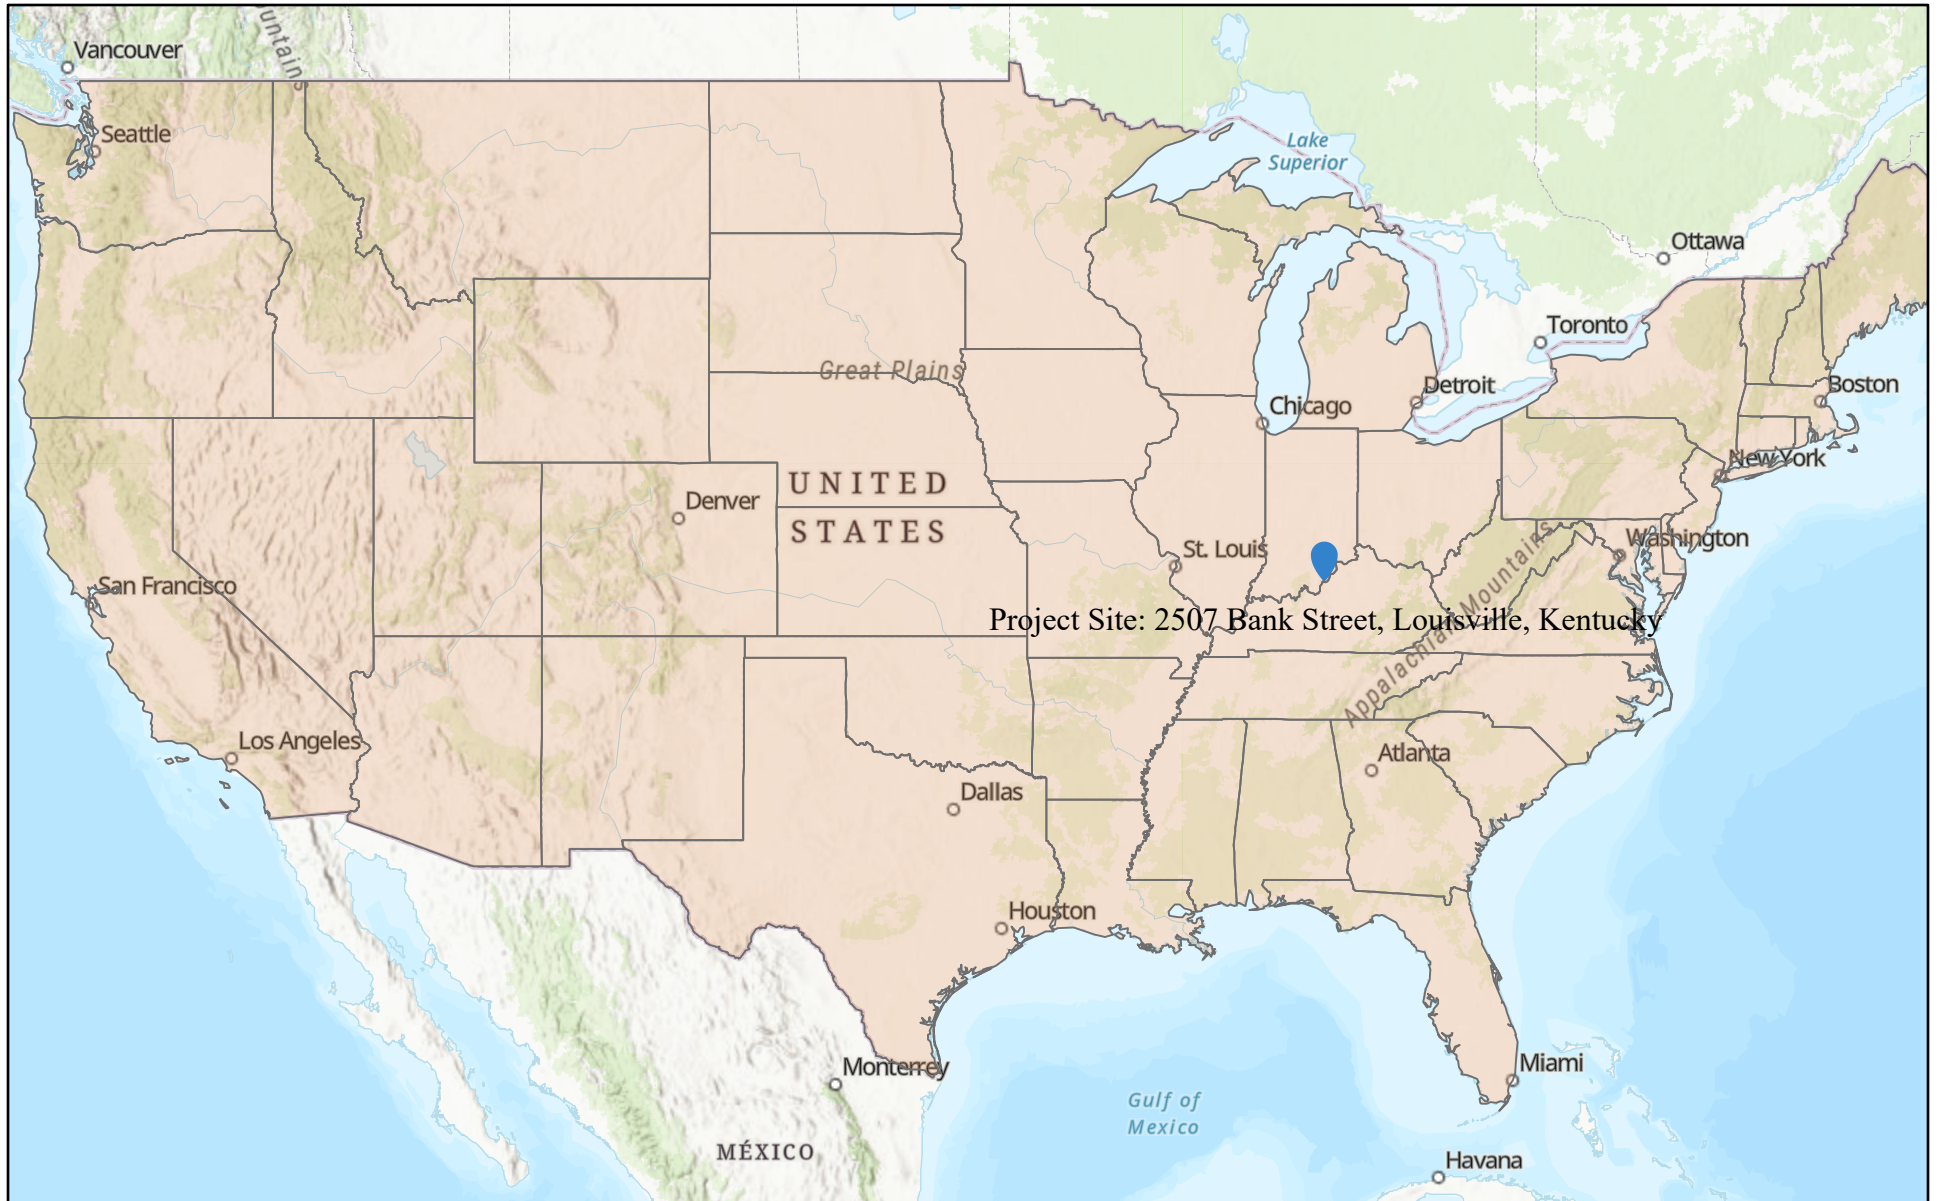 Vancouver
untains
Seattle
Lake
Superior
Ottawa
Toronto
Great Plains
Detroit
Boston
Chicago
New York
UNITED
Denver
STATES
St. Louis
Washington
San Francisco
Project Site: 2507 Bank Street, Louisville, Kentucky
Appalachian Mountains
Los Angeles
Atlanta
Dallas
Houston
Monterrey
Miami
Gulf of
Mexico
MÉXICO
Havana